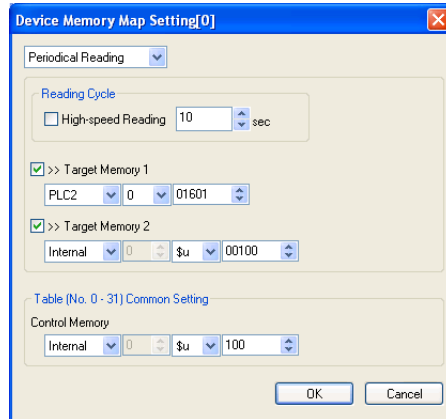 Device Memory Map Setting[0]
Periodical Reading
Reading Cycle
High-speed Reading 10 sec
>> Target Memory 1
PLC2 0 01601
>> Target Memory 2
Internal 0 $u 00100
Table (No. 0 - 31) Common Setting
Control Memory
Internal 0 $u 100
OK Cancel